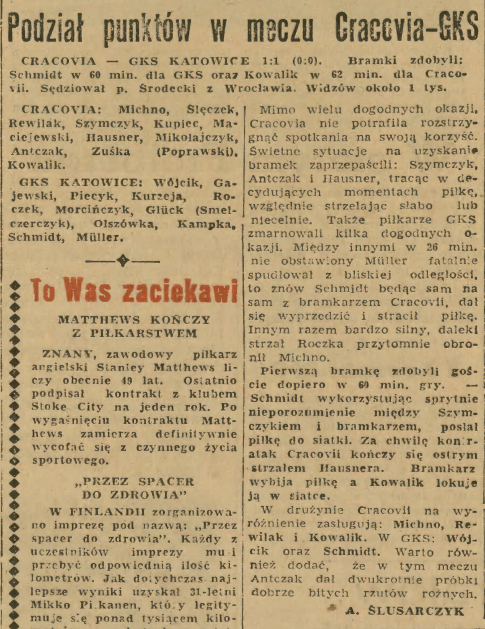 Podział punktów w meczu Cracovia-GKS
CRACOVIA — GKS KATOWICE 1:1 (0:0). Bramki zdobyli:
Schmidt w 60 min. dla GKS oraz Kowalik w 62 min. dla Craco-
vii. Sędziował p. Środecki z Wrocławia. Widzów około 1 tys.
CRACOVIA: Michno, Ślęczek,
Rewilak, Szymczyk, Kupiec, Ma-
ciejewski, Hausner, Mikołajczyk,
Antczak, Zuśka (Poprawski),
Kowalik.
GKS KATOWICE: Wójcik, Ga-
jewski, Piecyk, Kurzeja, Ro-
czek, Morcińczyk, Glück (Smel-
czerczyk), Olszówka, Kampka,
Schmidt, Müller.
To Was zaciekawi
MATTHEWS KOŃCZY
Z PIŁKARSTWEM
ZNANY, zawodowy piłkarz
angielski Stanley Matthews li-
czy obecnie 49 lat. Ostatnio
podpisał kontrakt z klubem
Stoke City na jeden rok. Po
wygaśnięciu kontraktu Matt-
hews zamierza definitywnie
wycofać się z czynnego życia
sportowego.
„PRZEZ SPACER
DO ZDROWIA"
W FINLANDII zorganizowa-
no imprezę pod nazwą: „Przez
spacer do zdrowia". Każdy z
uczestników imprezy mu i
przebyć odpowiednią ilość ki-
lometrów. Jak dotychczas naj-
lepsze wyniki uzyskał 31-letni
Mikko Pi kanen, który legity-
muje się ponad tysiącem kilo-
Mimo wielu dogodnych okazji,
Cracovia nie potrafiła rozstrzy-
gnąć spotkania na swoją korzyść.
Świetne sytuacje na uzyskanie
bramek zaprzepaścili: Szymczyk,
Antczak i Hausner, tracąc w de-
cydujących momentach piłkę,
względnie strzelając słabo lub
niecelnie. Także piłkarze GKS
zmarnowali kilka dogodnych o-
kazji. Między innymi w 26 min.
nie obstawiony Müller fatalnie
spudłował z bliskiej odległości,
to znów Schmidt będąc sam na
sam z bramkarzem Cracovii, dał
się wyprzedzić i stracił piłkę.
Innym razem bardzo silny, daleki
strzał Roczka przytomnie obro-
nił Michno.
Pierwszą bramkę zdobyli goś-
cie dopiero w 60 min. gry. —
Schmidt wykorzystując sprytnie
nieporozumienie między Szym-
czykiem i bramkarzem, posłał
piłkę do siatki. Za chwilę kontr-
atak Cracovii kończy się ostrym
strzałem Hausnera. Bramkarz
wybija piłkę a Kowalik lokuje
ją w siatce.
W drużynie Cracovii na wy-
różnienie zasługują: Michno, Re-
wilak i Kowalik. W GKS: Wój-
cik oraz Schmidt. Warto rów-
nież dodać, że w tym meczu
Antczak dał dwukrotnie próbki
dobrze bitych rzutów rożnych.
A. ŚLUSARCZYK